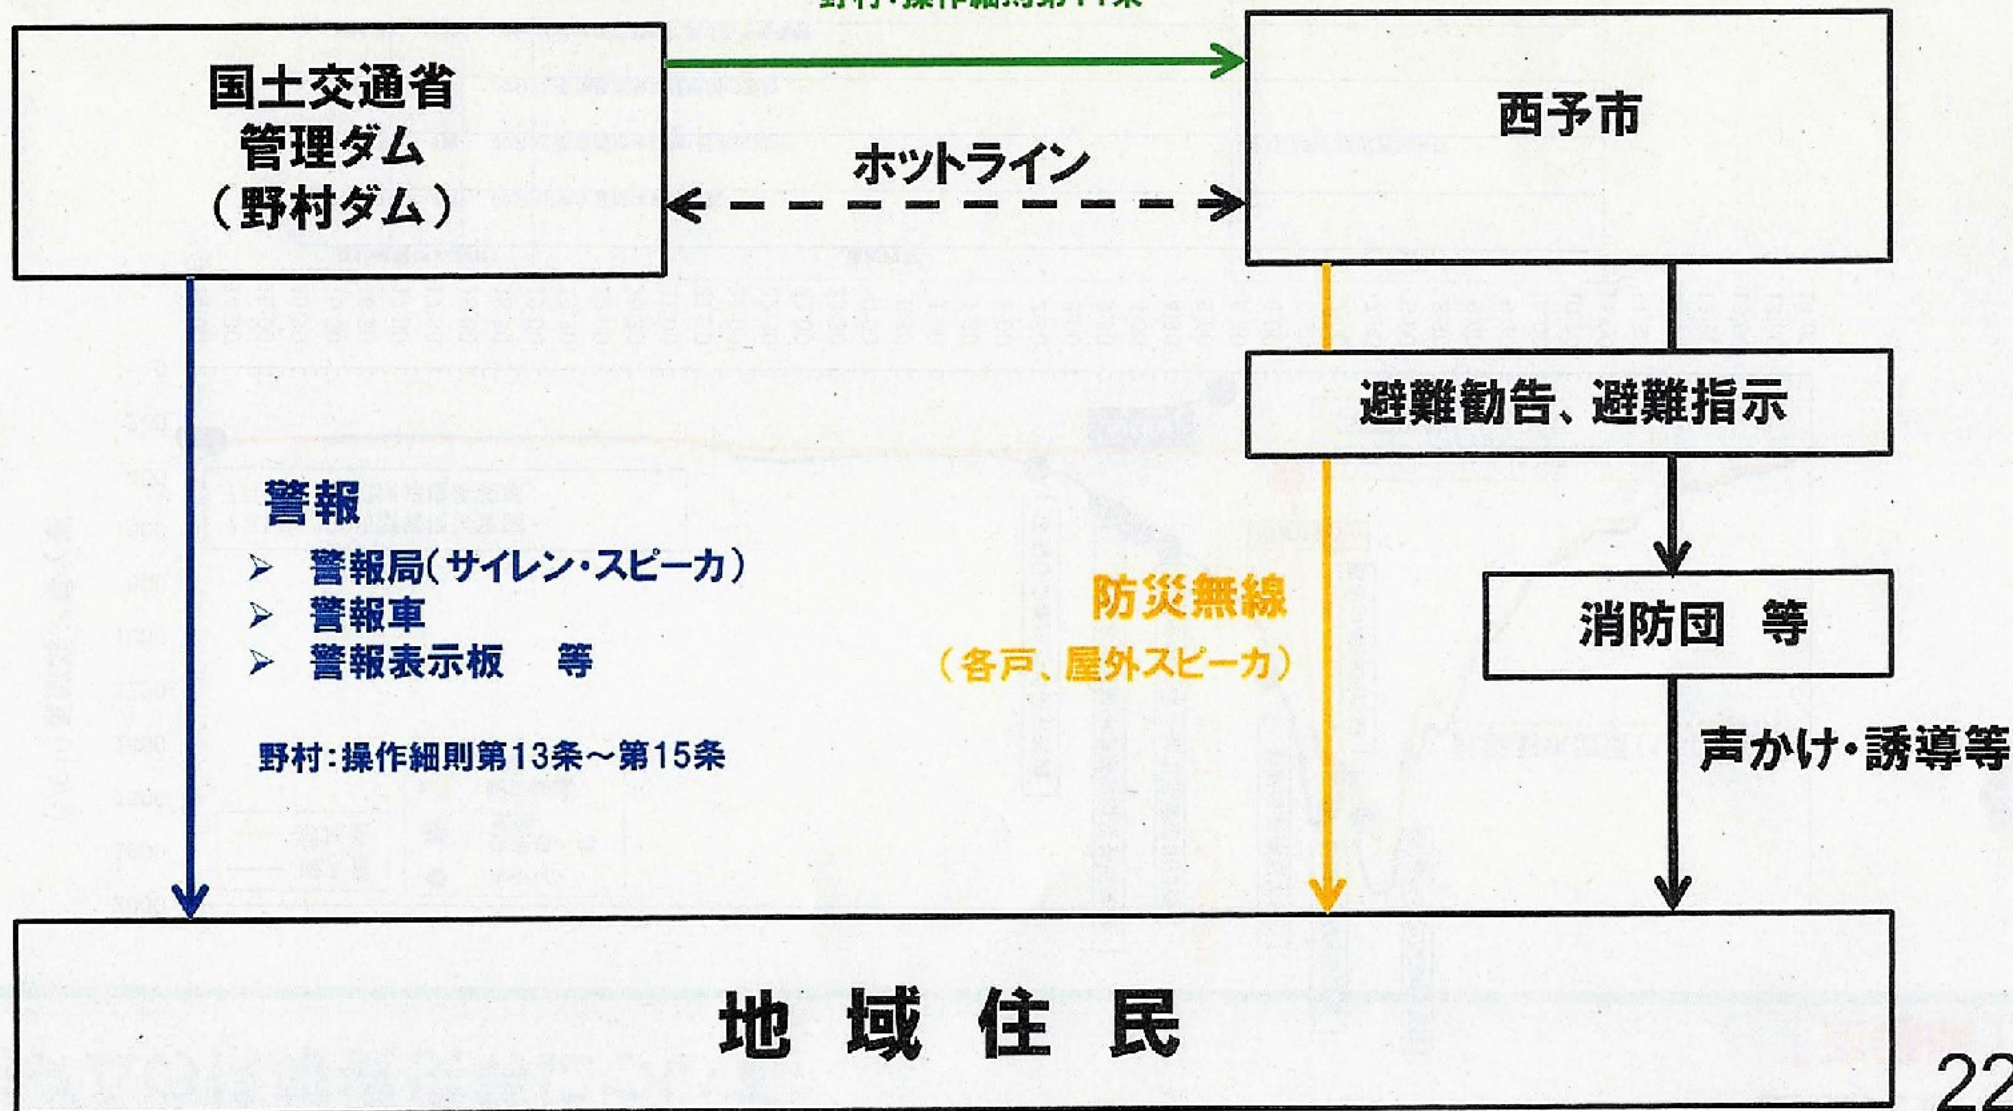 国土交通省
管理ダム
（野村ダム）
西予市
ホットライン
避難勧告、避難指示
警報
➢ 警報局（サイレン・スピーカ）
➢ 警報車
➢ 警報表示板　等
野村：操作細則第13条～第15条
防災無線
（各戸、屋外スピーカ）
消防団　等
声かけ・誘導等
地域住民
22